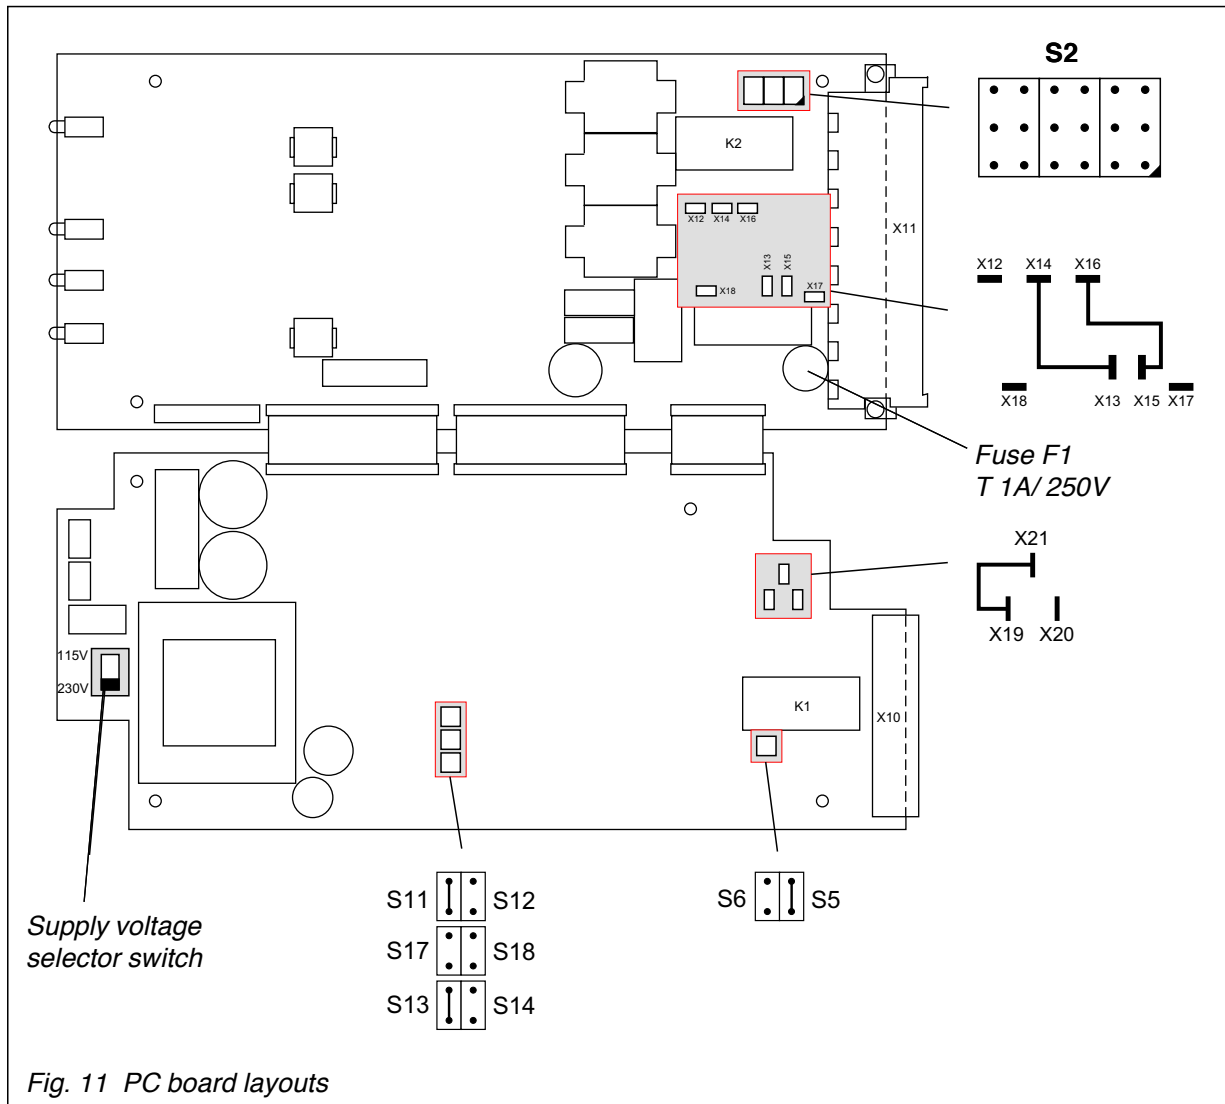 S2
K2
X12 X14 X16
X11
X13 X15
X18
X17
X12 X14 X16
X18 X13 X15 X17
Fuse F1
T 1A/ 250V
X21
X19 X20
115V
230V
K1
X10
S11 S12
S6 S5
S17 S18
S13 S14
Supply voltage
selector switch
Fig. 11 PC board layouts